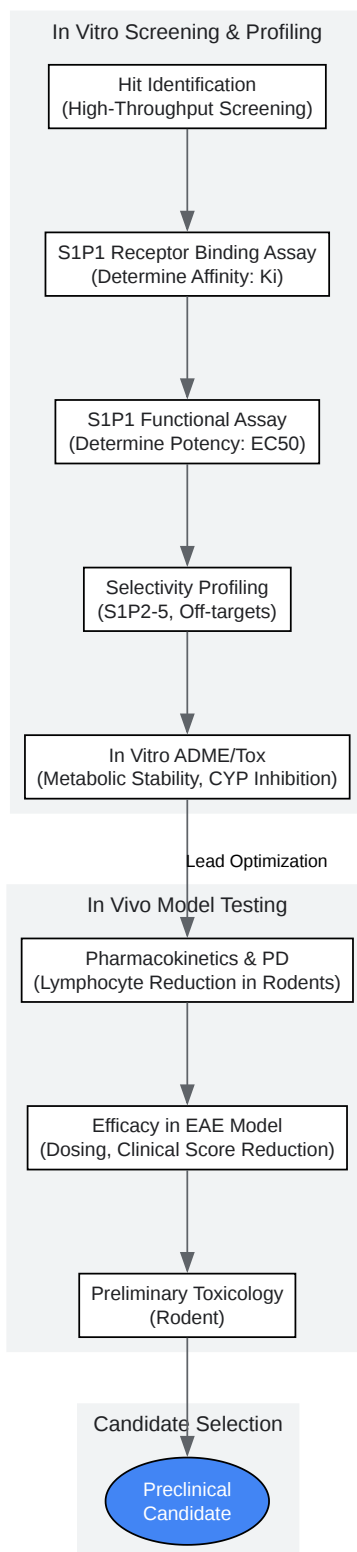 In Vitro Screening & Profiling
Hit Identification
(High-Throughput Screening)
S1P1 Receptor Binding Assay
(Determine Affinity: Ki)
S1P1 Functional Assay
(Determine Potency: EC50)
Selectivity Profiling
(S1P2-5, Off-targets)
In Vitro ADME/Tox
(Metabolic Stability, CYP Inhibition)
Lead Optimization
In Vivo Model Testing
Pharmacokinetics & PD
(Lymphocyte Reduction in Rodents)
Efficacy in EAE Model
(Dosing, Clinical Score Reduction)
Preliminary Toxicology
(Rodent)
Candidate Selection
Preclinical
Candidate